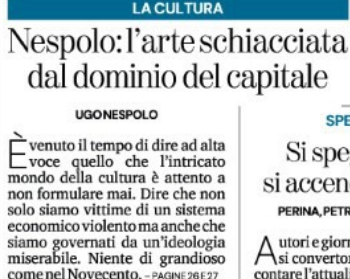 LA CULTURA
Nespolo: l'arte schiacciata
dal dominio del capitale
UGO NESPOLO
È venuto il tempo di dire ad alta
voce quello che l'intricato
mondo della cultura è attento a
non formulare mai. Dire che non
solo siamo vittime di un sistema
economico violento ma anche che
siamo governati da un'ideologia
miserabile. Niente di grandioso
come nel Novecento. – PAGINE 26 E 27
SPE
Si spe
si accen
PERINA, PETR
Autori e giorn
si converton
contare l'attual